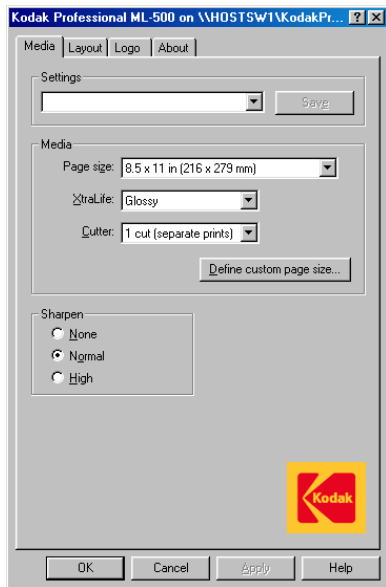 Kodak Professional ML-500 on \\HOSTSW1\KodakPr... ? X
Media Layout Logo About
Settings
Save
Media
Page size: 8.5 x 11 in (216 x 279 mm)
XtraLife: Glossy
Cutter: 1 cut (separate prints)
Define custom page size...
Sharpen
None
Normal
High
Kodak
OK Cancel Apply Help